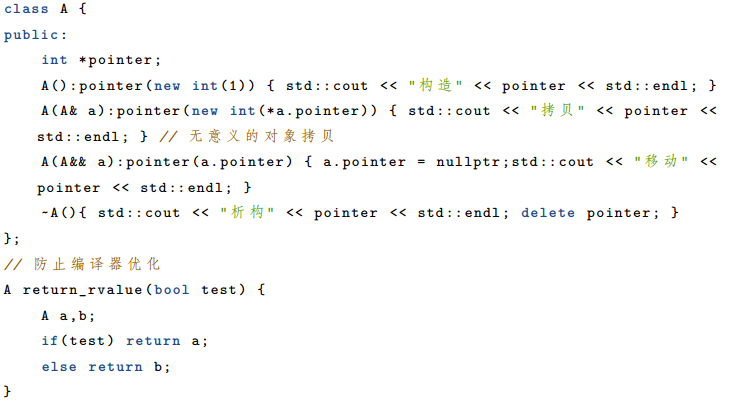 class A {
public:
    int *pointer;
    A():pointer(new int(1)) { std::cout << "构造" << pointer << std::endl; }
    A(A& a):pointer(new int(*a.pointer)) { std::cout << "拷贝" << pointer <<
    std::endl; } // 无意义的对象拷贝
    A(A&& a):pointer(a.pointer) { a.pointer = nullptr;std::cout << "移动" <<
    pointer << std::endl; }
    ~A(){ std::cout << "析构" << pointer << std::endl; delete pointer; }
};
// 防止编译器优化
A return_rvalue(bool test) {
    A a,b;
    if(test) return a;
    else return b;
}